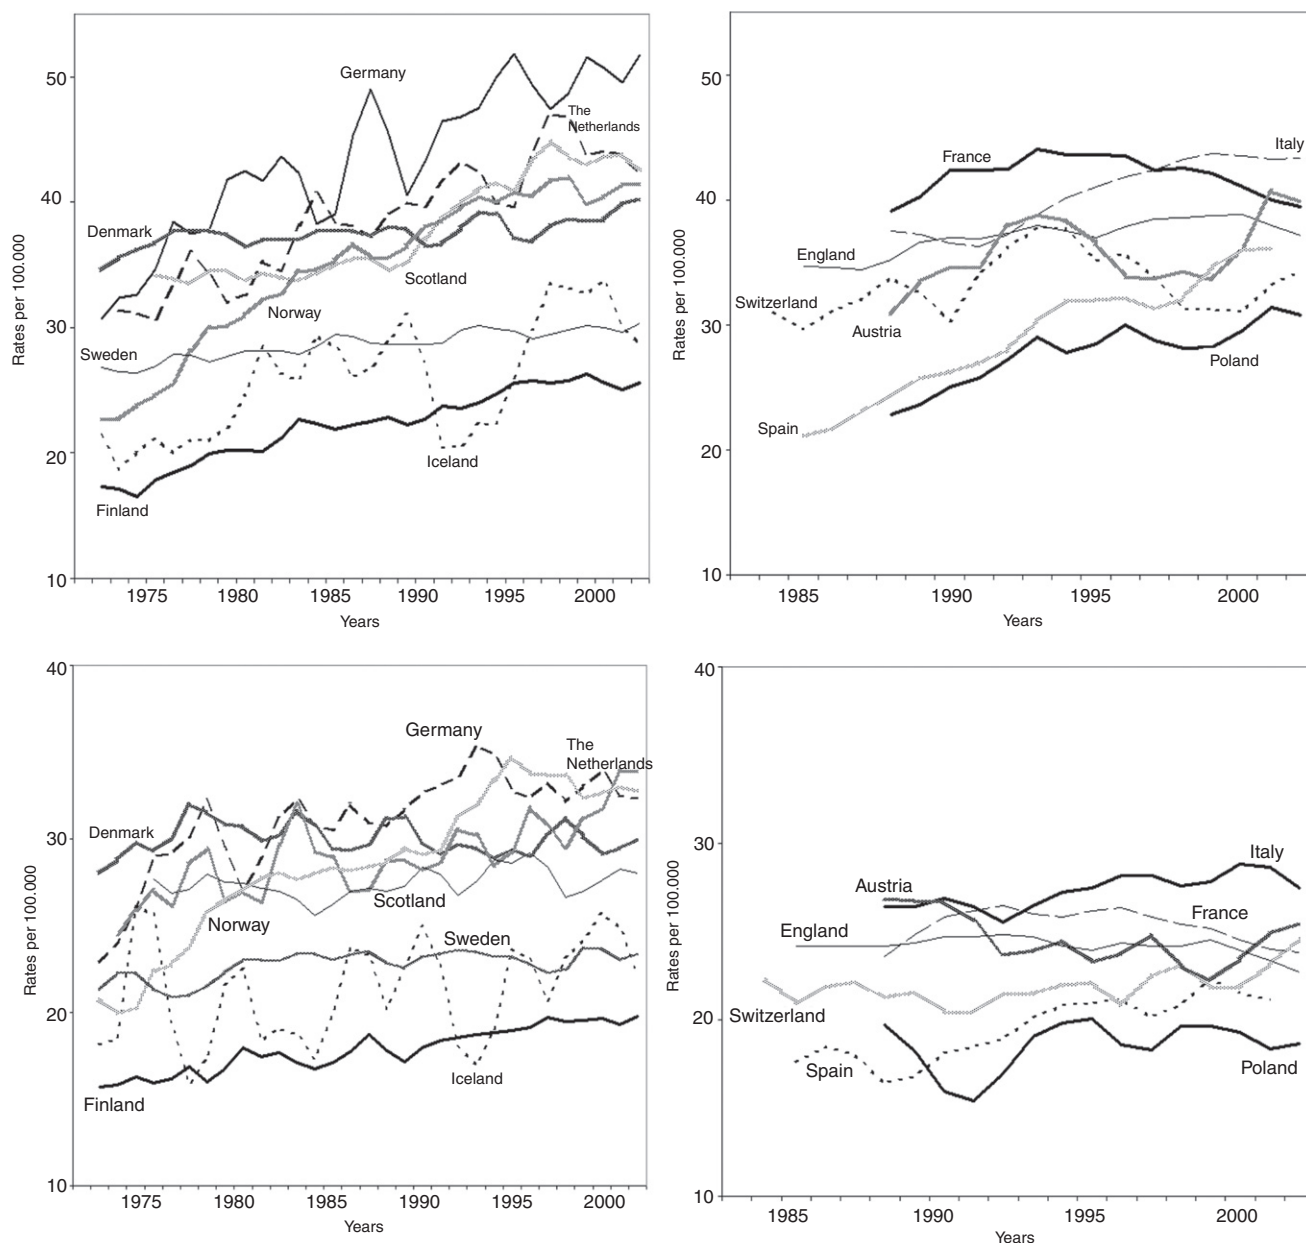 50
40
30
20
10
Rates per 100.000
Germany
The
Netherlands
Denmark
Scotland
Norway
Sweden
Iceland
Finland
1975
1980
1985
1990
1995
2000
Years
50
40
30
20
10
Rates per 100.000
France
Italy
England
Switzerland
Austria
Poland
Spain
1985
1990
1995
2000
Years
40
30
20
10
Rates per 100.000
Germany
The
Netherlands
Denmark
Scotland
Norway
Sweden
Iceland
Finland
1975
1980
1985
1990
1995
2000
Years
40
30
20
10
Rates per 100.000
Italy
Austria
France
England
Switzerland
Spain
Poland
1985
1990
1995
2000
Years